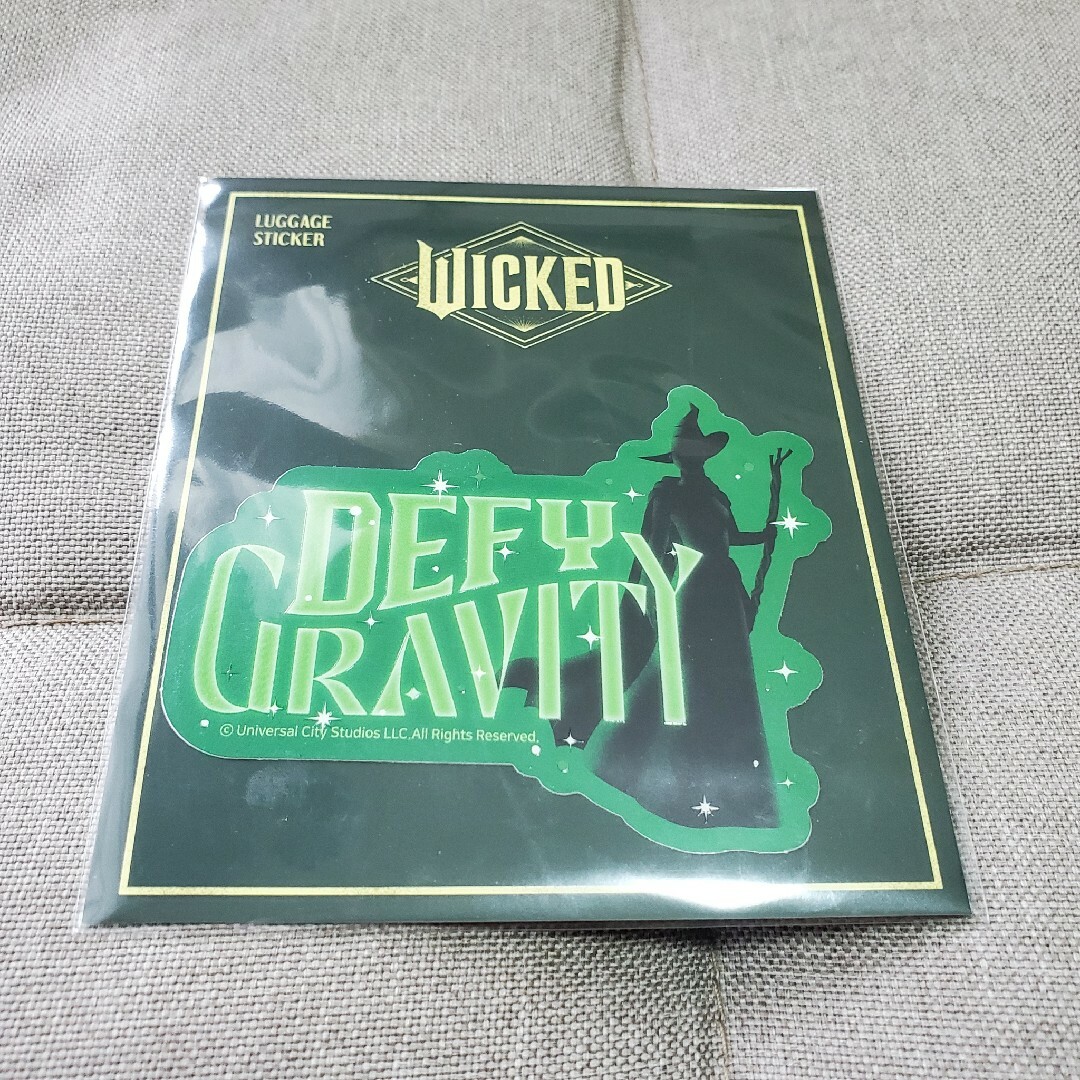 LUGGAGE
STICKER
WICKED
DEFY
GRAVITY
© Universal City Studios LLC.All Rights Reserved.